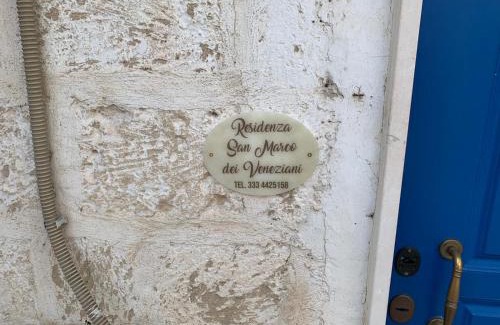 Residenza
San Marco
dei Veneziani
TEL. 333 4425158